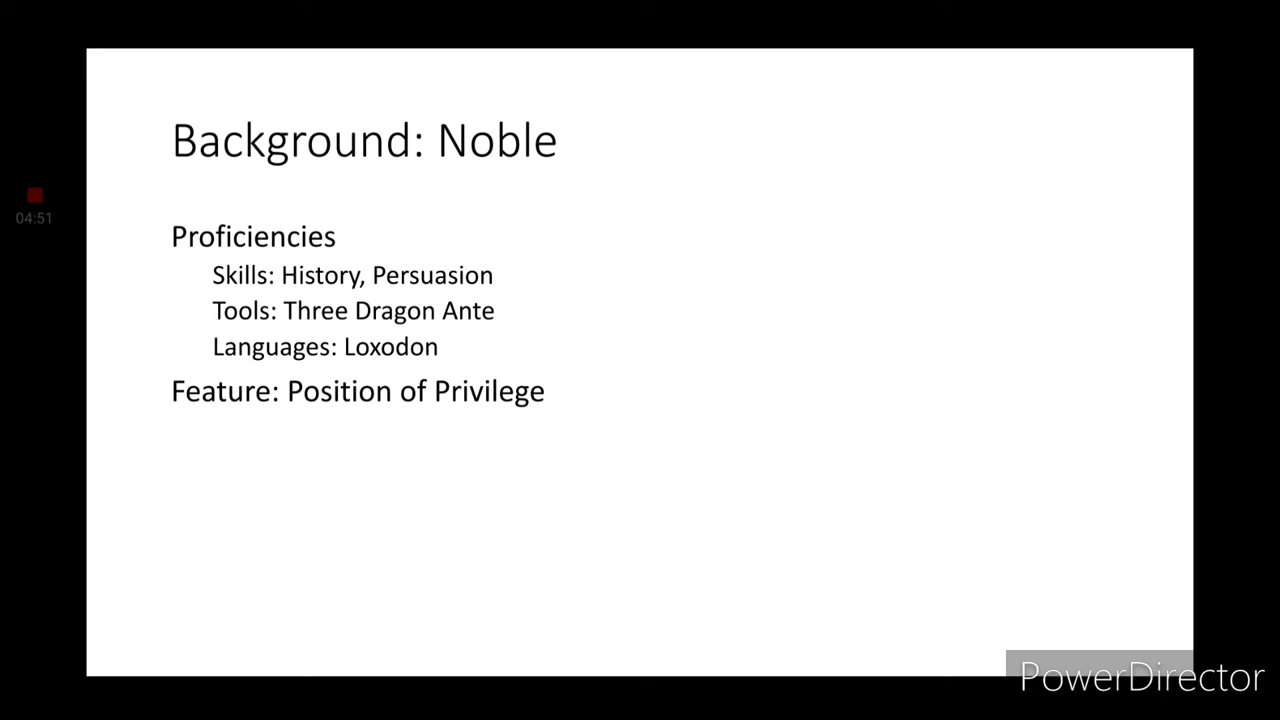 Background: Noble
04:51
Proficiencies
Skills: History, Persuasion
Tools: Three Dragon Ante
Languages: Loxodon
Feature: Position of Privilege
PowerDirector